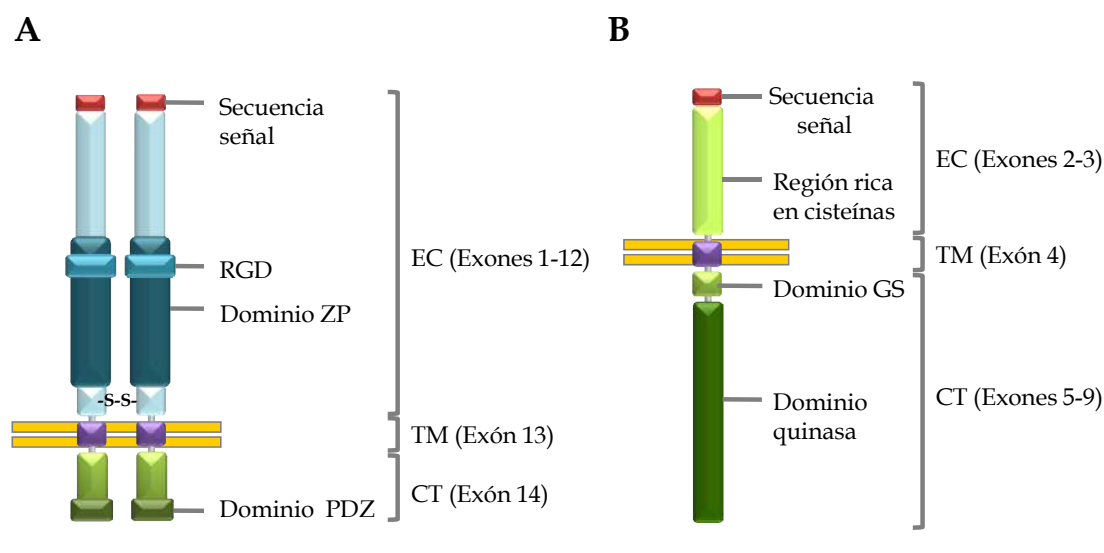 A
Secuencia
señal
RGD
Dominio ZP
-S-S-
Dominio PDZ
EC (Exones 1-12)
TM (Exón 13)
CT (Exón 14)
B
Secuencia
señal
Región rica
en cisteínas
Dominio GS
Dominio
quinasa
EC (Exones 2-3)
TM (Exón 4)
CT (Exones 5-9)